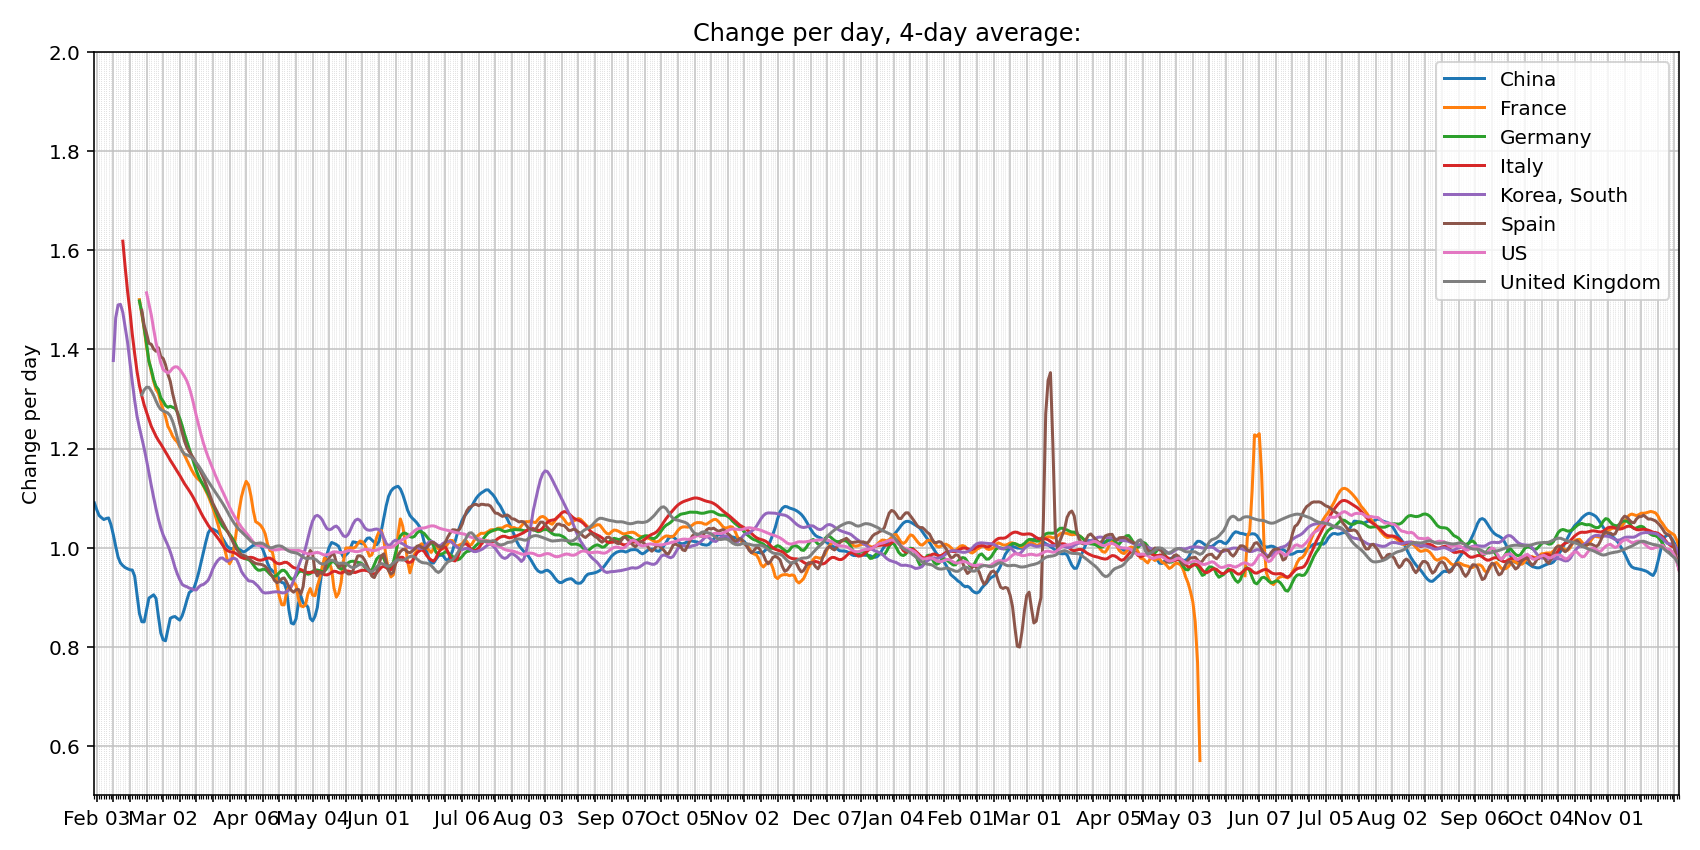 Change per day, 4-day average:
Change per day
2.0
1.8
1.6
1.4
1.2
1.0
0.8
0.6
China
France
Germany
Italy
Korea, South
Spain
US
United Kingdom
Feb 03 Mar 02 Apr 06 May 04 Jun 01 Jul 06 Aug 03 Sep 07 Oct 05 Nov 02 Dec 07 Jan 04 Feb 01 Mar 01 Apr 05 May 03 Jun 07 Jul 05 Aug 02 Sep 06 Oct 04 Nov 01